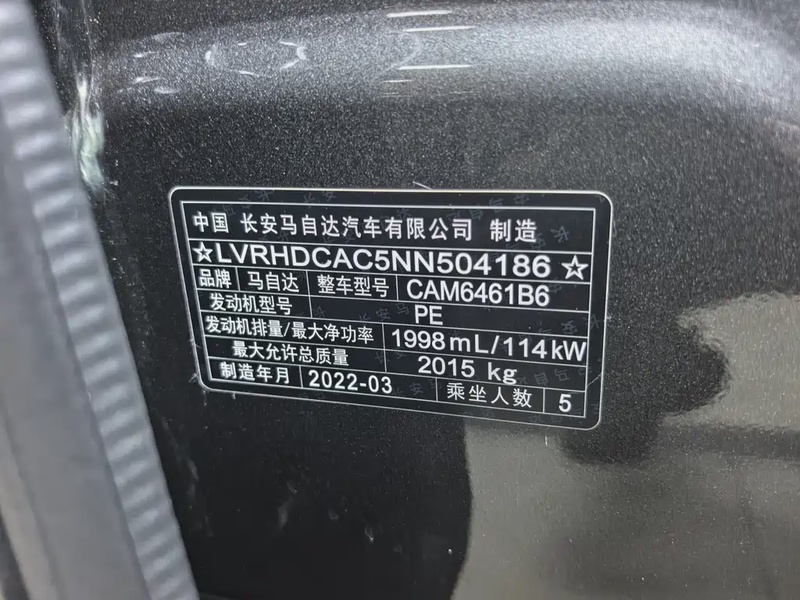 中国 长安马自达汽车有限公司 制造
☆LVRHDCAC5NN504186☆
品牌 马自达 整车型号 CAM6461B6
发动机型号 PE
发动机排量/最大净功率 1998mL/114kW
最大允许总质量 2015 kg
制造年月 2022-03 乘坐人数 5